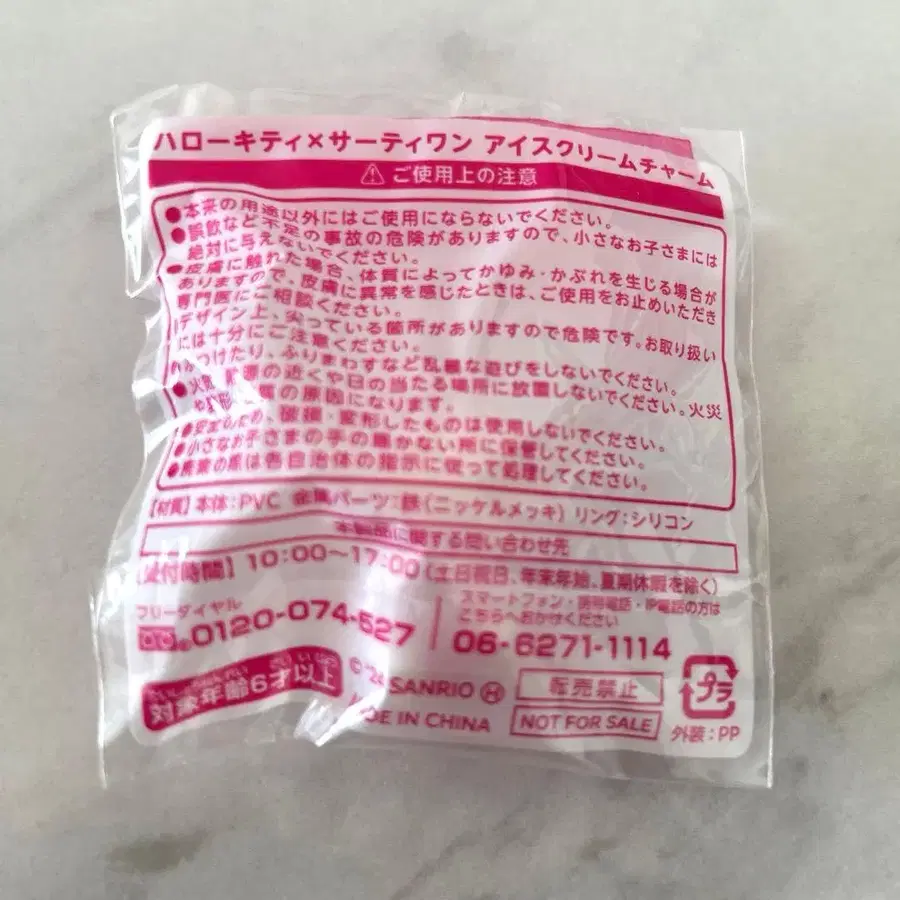 ハローキティ×サーティワン アイスクリームチャーム
⚠ ご使用上の注意
●本来の用途以外にはご使用にならないでください。
●誤飲など不足の事故の危険がありますので、小さなお子さまには
絶対に与えないでください。
●皮膚に触れた場合、体質によってかゆみ・かぶれを生じる場合が
ありますので、皮膚に異常を感じたときは、ご使用をお止めいただき
専門医にご相談ください。
デザイン上、尖っている箇所がありますので危険です。お取り扱い
には十分にご注意ください。
ぶつけたり、ふりまわすなど乱暴な遊びをしないでください。
●火気 の近くや日の当たる場所に放置しないでください。火災
や の原因になります。
●安全のため、破損・変形したものは使用しないでください。
●小さなお子さまの手の届かない所に保管してください。
●廃棄の際は各自治体の指示に従って処理してください。
【材質】本体：PVC 金属パーツ：鉄（ニッケルメッキ） リング：シリコン
本製品に関する問い合わせ先
【受付時間】10:00〜17:00（土日祝日、年末年始、夏期休暇を除く）
フリーダイヤル
0120-074-527
スマートフォン・携帯電話・IP電話の方は
こちらへおかけください
06-6271-1114
対象年齢6才以上
©'24 SANRIO Ⓗ
MADE IN CHINA
転売禁止
NOT FOR SALE
プラ
外装：PP